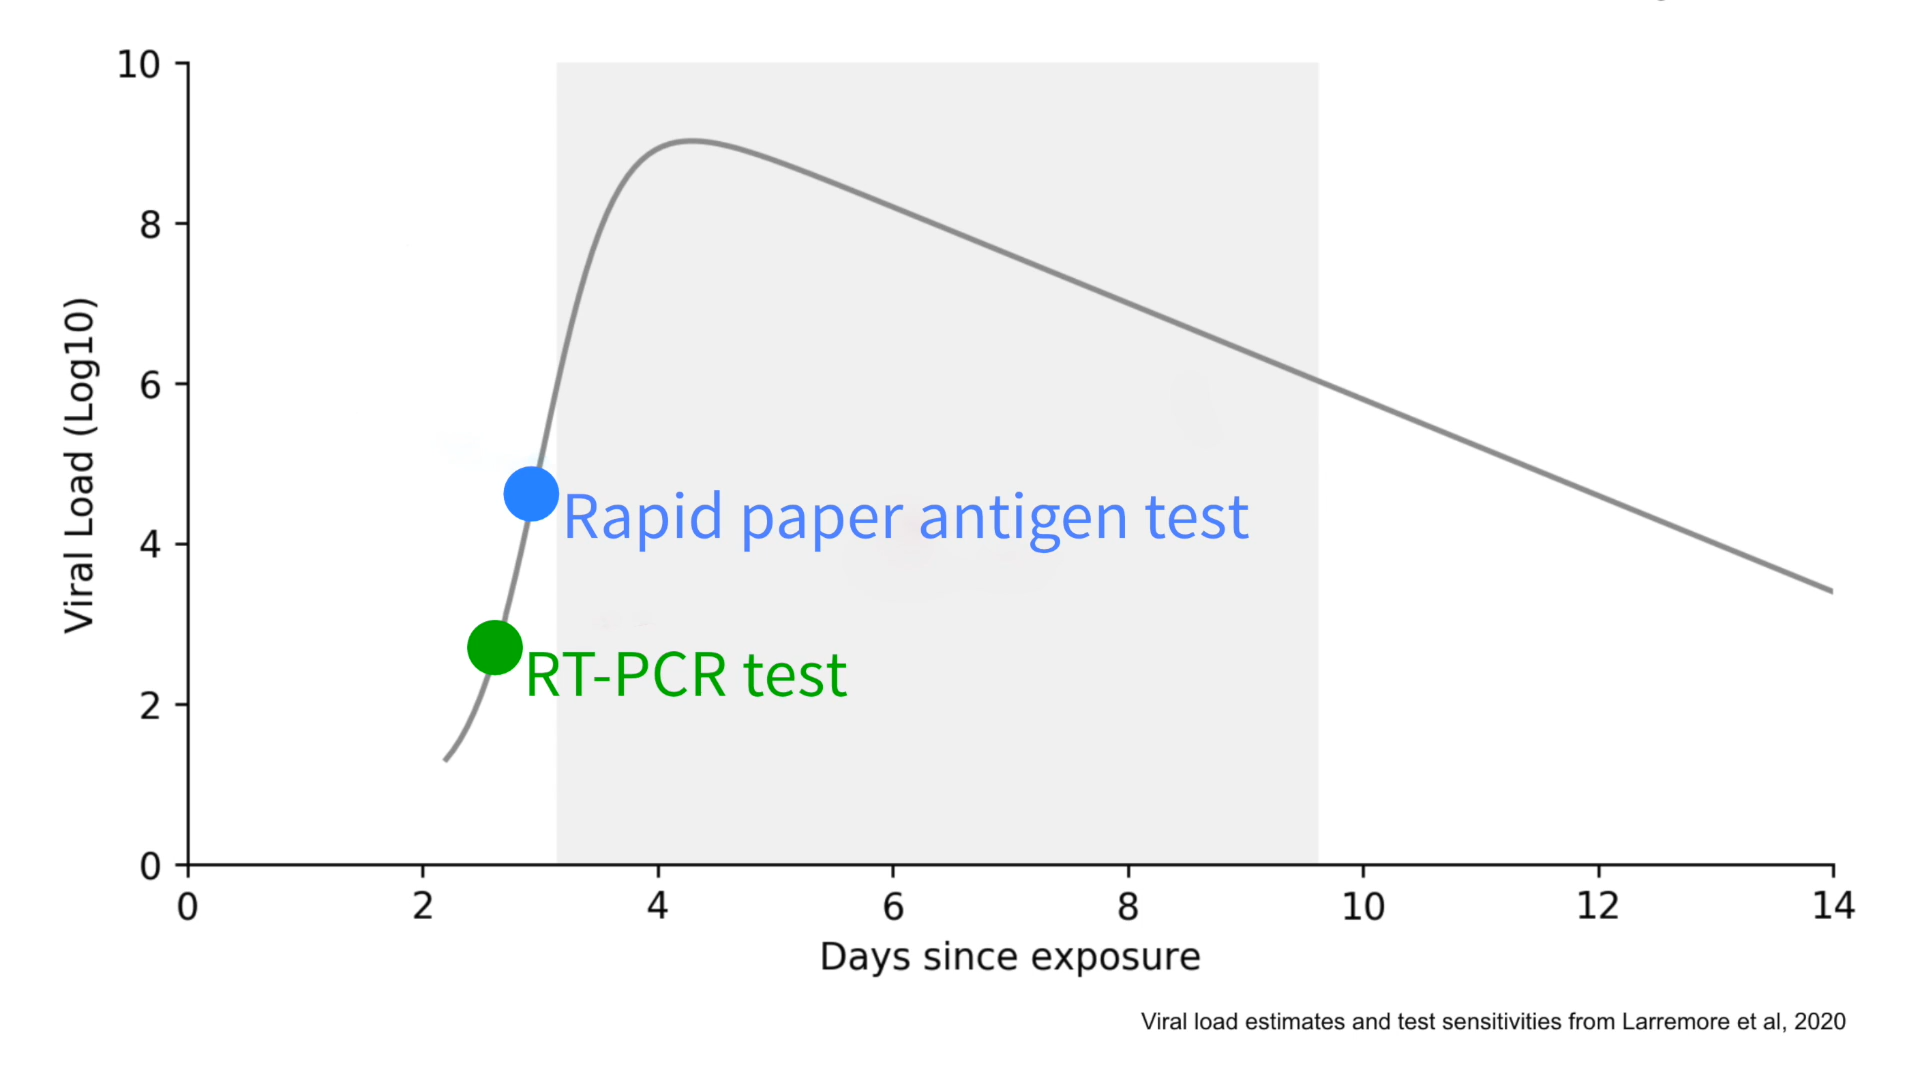 10
8
6
4
2
0
Viral Load (Log10)
Rapid paper antigen test
RT-PCR test
0 2 4 6 8 10 12 14
Days since exposure
Viral load estimates and test sensitivities from Larremore et al, 2020